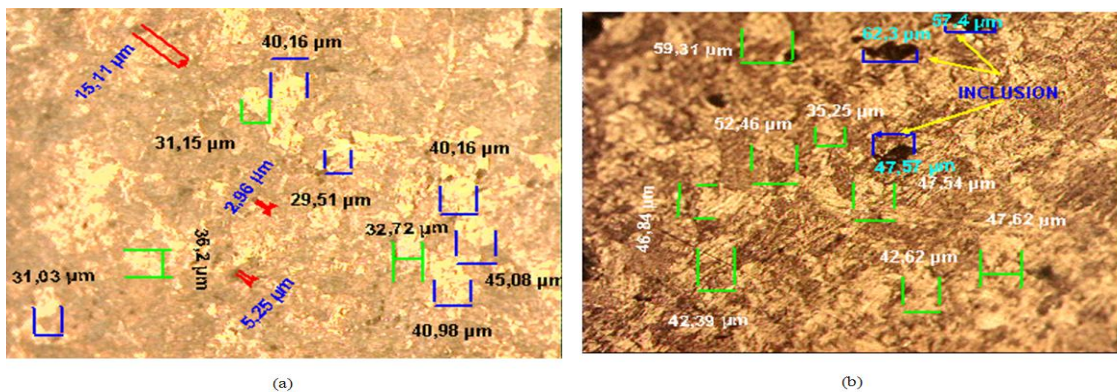 40,16 µm
15,11 µm
31,15 µm
40,16 µm
29,51 µm
2,96 µm
32,72 µm
36,2 µm
31,03 µm
45,08 µm
5,25 µm
40,98 µm
(a)
57,4 µm
62,3 µm
59,31 µm
INCLUSION
35,25 µm
52,46 µm
47,57 µm
47,54 µm
46,84 µm
47,62 µm
42,62 µm
42,39 µm
(b)